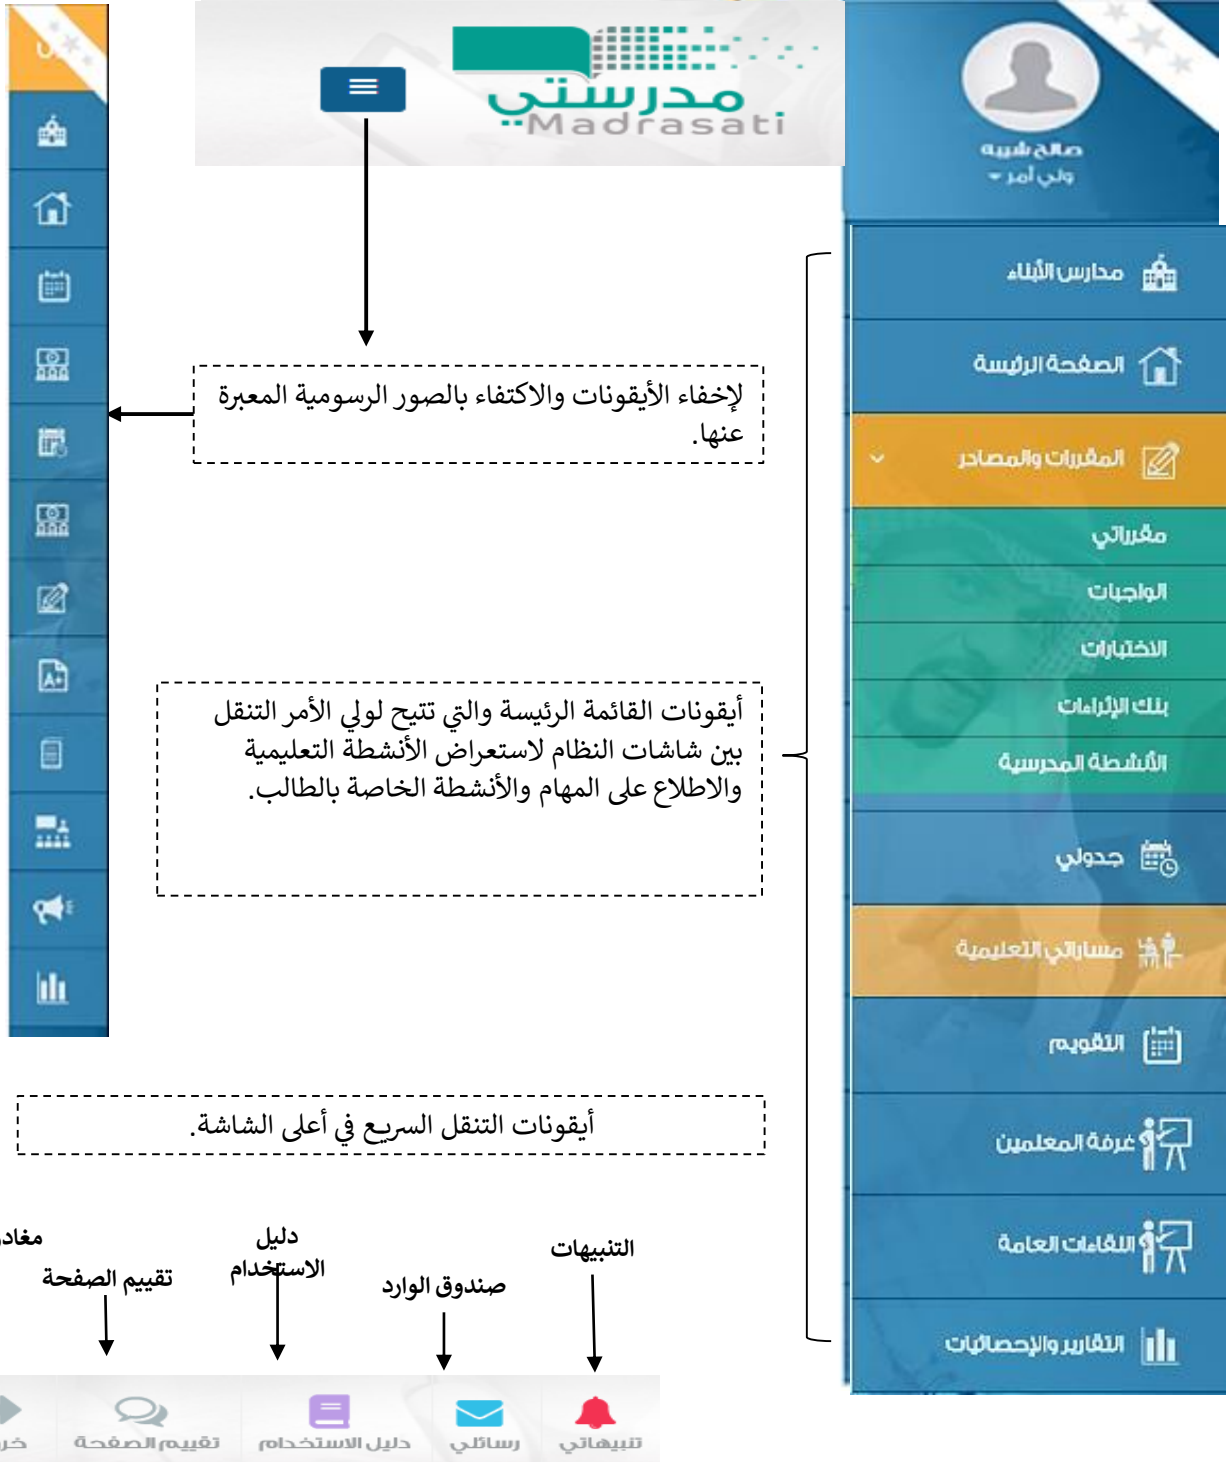 مدرستي
Madrasati
صالح شيبه
ولي أمر
مدارس الأبناء
الصفحة الرئيسة
المقررات والمصادر
مقرراتي
الواجبات
الاختبارات
بنك الإثراءات
الأنشطة المدرسية
جدولي
مساراتي التعليمية
التقويم
غرفة المعلمين
اللقاءات العامة
التقارير والإحصائيات
لإخفاء الأيقونات والاكتفاء بالصور الرسومية المعبرة
عنها.
أيقونات القائمة الرئيسة والتي تتيح لولي الأمر التنقل
بين شاشات النظام لاستعراض الأنشطة التعليمية
والاطلاع على المهام والأنشطة الخاصة بالطالب.
A+
أيقونات التنقل السريع في أعلى الشاشة.
التنبيهات
صندوق الوارد
دليل
الاستخدام
تقييم الصفحة
تنبيهاتي
رسائلي
دليل الاستخدام
تقييم الصفحة